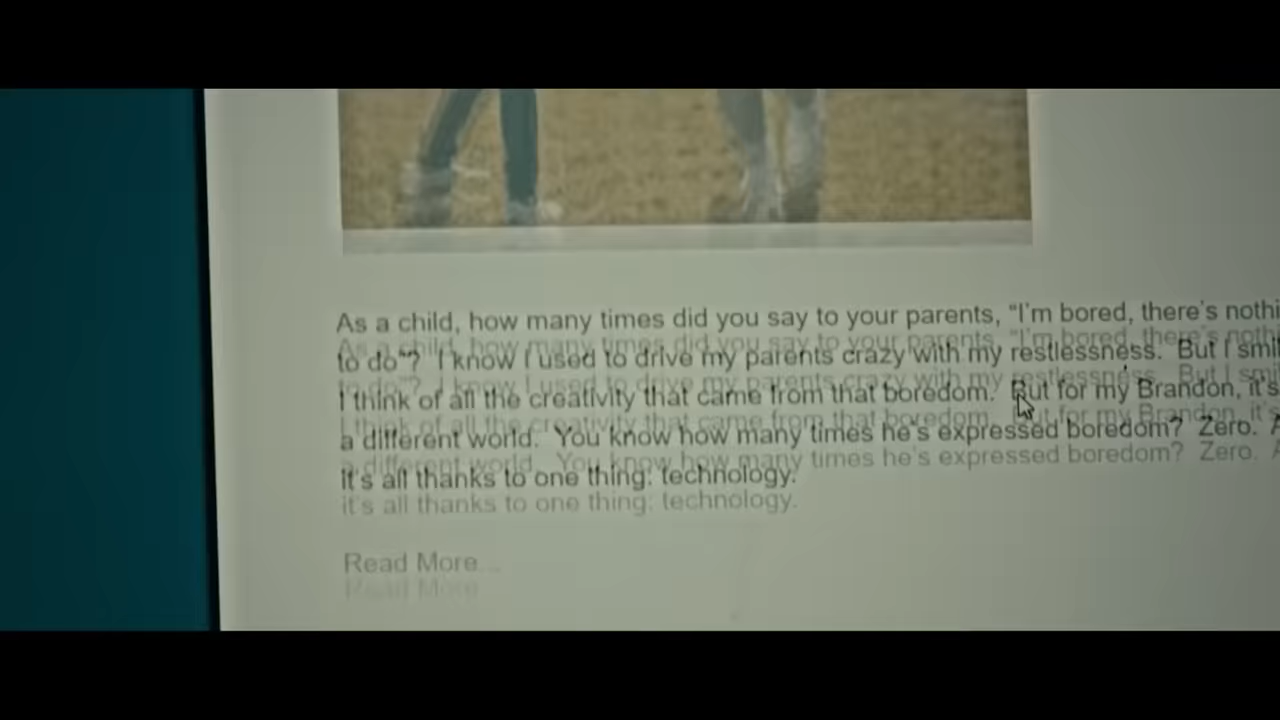 As a child, how many times did you say to your parents, “I'm bored, there's
to do”? I know I used to drive my parents crazy with my restlessness. But I
I think of all the creativity that came from that boredom. But for my Brandon, it's
a different world. You know how many times he's expressed boredom? Zero.
it's all thanks to one thing: technology.
Read More...